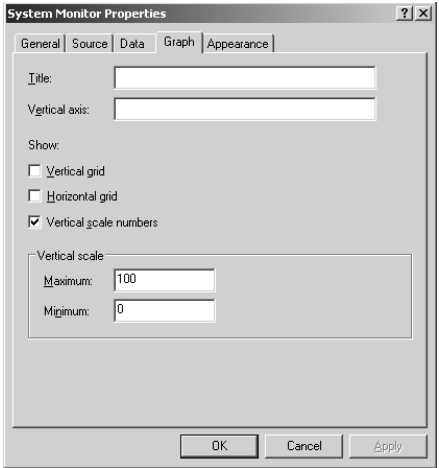 System Monitor Properties
? X
General Source Data Graph Appearance
Title:
Vertical axis:
Show:
Vertical grid
Horizontal grid
Vertical scale numbers
Vertical scale
Maximum: 100
Minimum: 0
OK Cancel Apply